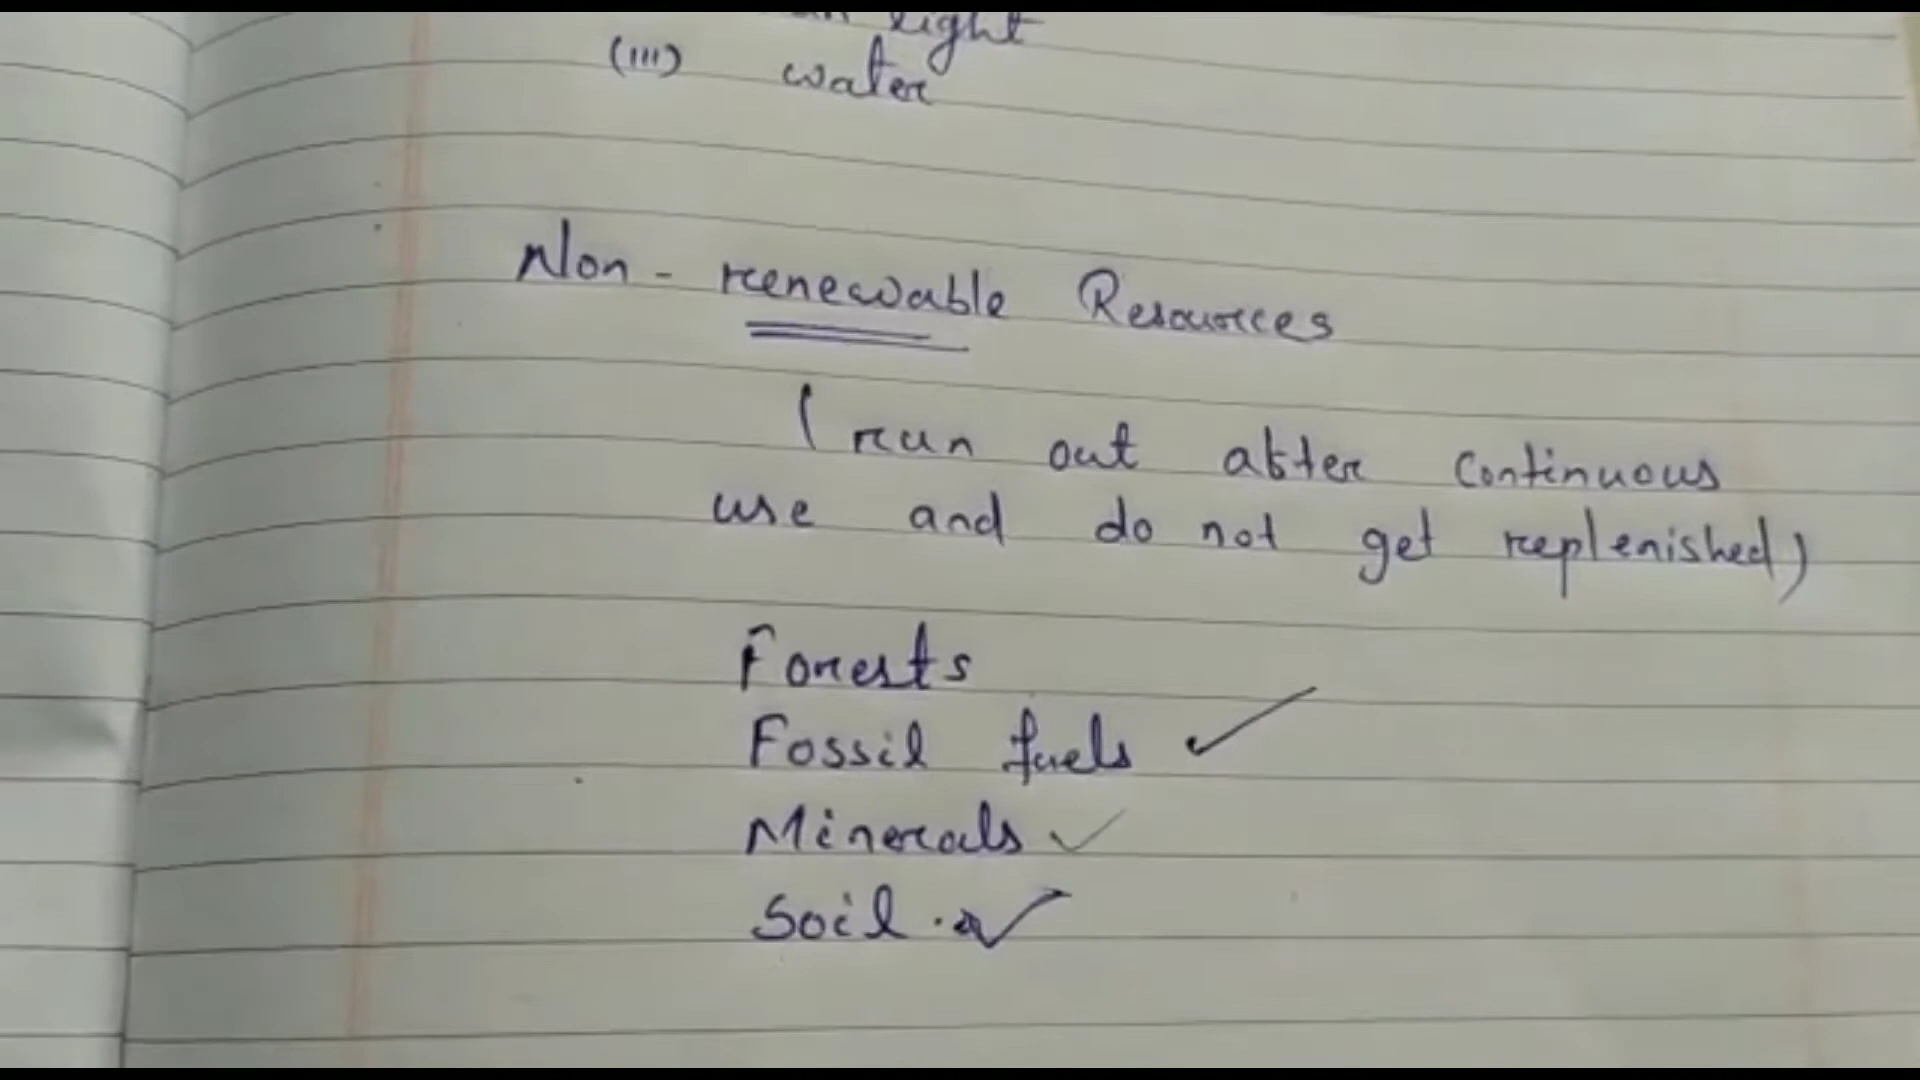 light
(iii) water
Non-renewable Resources
(run out after continuous
use and do not get replenished)
Forests
Fossil fuels ✓
Minerals ✓
Soil. ✓